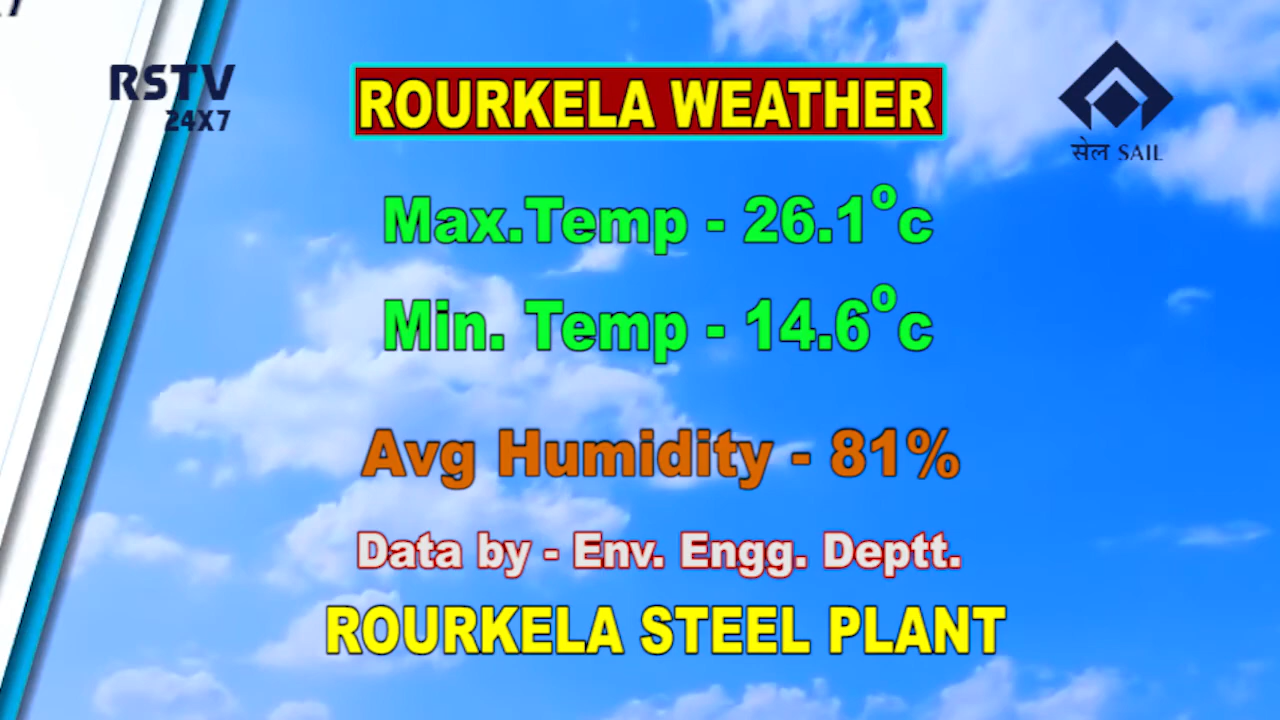 RSTV
24X7
ROURKELA WEATHER
सेल SAIL
Max.Temp - 26.1°c
Min. Temp - 14.6°c
Avg Humidity - 81%
Data by - Env. Engg. Deptt.
ROURKELA STEEL PLANT